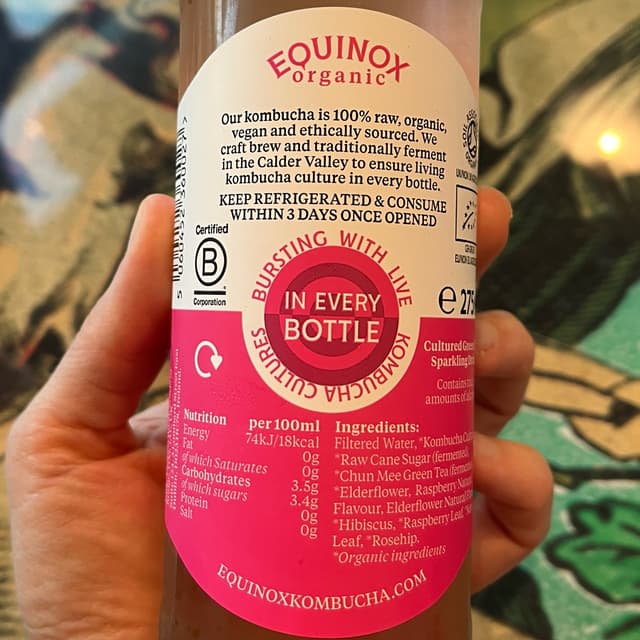 EQUINOX
organic
Our kombucha is 100% raw, organic,
vegan and ethically sourced. We
craft brew and traditionally ferment
in the Calder Valley to ensure living
kombucha culture in every bottle.
KEEP REFRIGERATED & CONSUME
WITHIN 3 DAYS ONCE OPENED
Certified
B
Corporation
BURSTING WITH LIVE
KOMBUCHA CULTURES
IN EVERY
BOTTLE
e 275
Cultured Green
Sparkling
Contains
amounts of
Nutrition per 100ml
Energy 74kJ/18kcal
Fat 0g
of which Saturates 0g
Carbohydrates 3.5g
of which sugars 3.4g
Protein 0g
Salt 0g
Ingredients:
Filtered Water, *Kombucha
*Raw Cane Sugar (fermented),
*Chun Mee Green Tea (fermented
*Elderflower, Raspberry Natural
Flavour, Elderflower Natural
*Hibiscus, *Raspberry Leaf,
Leaf, *Rosehip.
*Organic ingredients
EQUINOXKOMBUCHA.COM